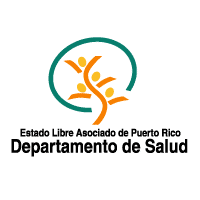 Estado Libre Asociado de Puerto Rico
Departamento de Salud